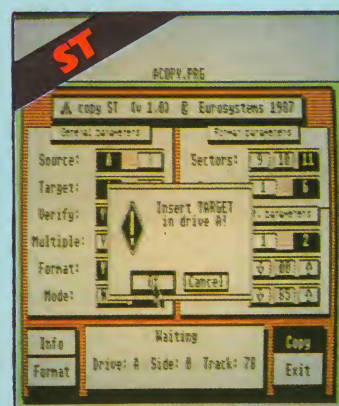 ST
ACOPY.PRG
A copy ST (v 1.0) © Eurosystems 1987
General parameters
Format parameters
Source: A
Sectors: 9 10 11
Target:
1 6
Verify:
parameters
Multiple:
1 2
Format:
00
Mode:
85
Insert TARGET
in drive A!
OK Cancel
Info
Format
Waiting
Drive: A Side: 0 Track: 78
Copy
Exit